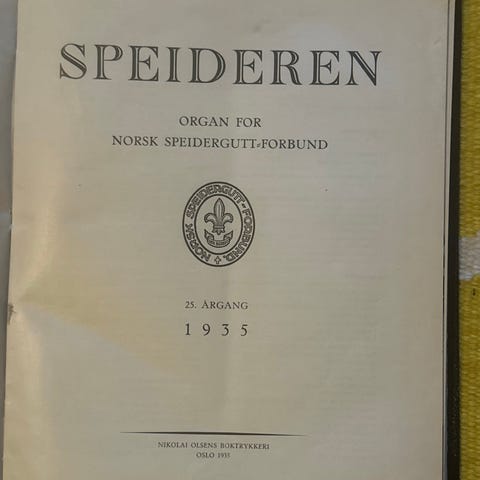 SPEIDEREN
ORGAN FOR
NORSK SPEIDERGUTT-FORBUND
NORSK SPEIDERGUTT-FORBUND.
25. ÅRGANG
1935
NIKOLAI OLSENS BOKTRYKKERI
OSLO 1935